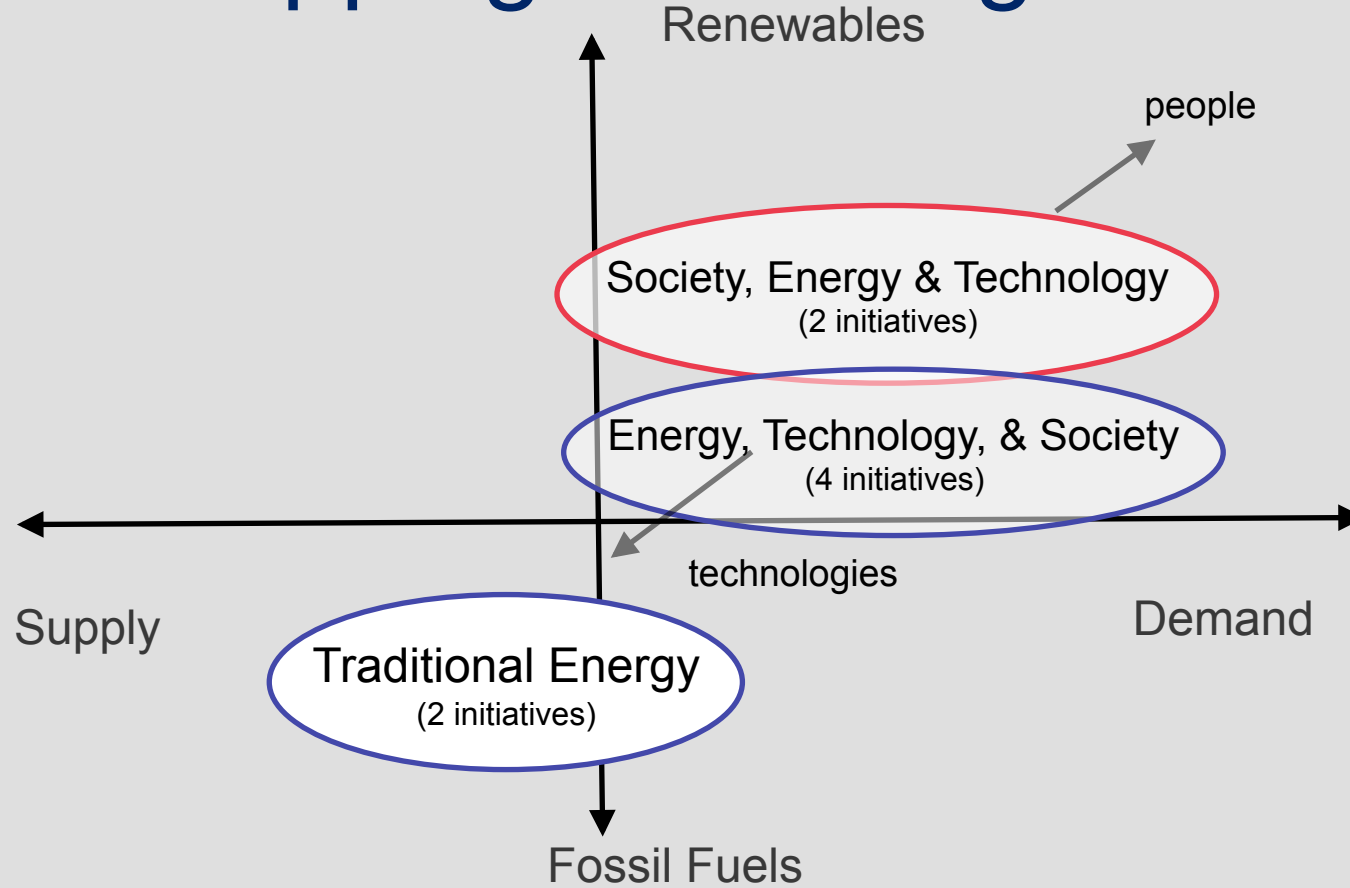 Renewables
people
Society, Energy & Technology
(2 initiatives)
Energy, Technology, & Society
(4 initiatives)
technologies
Supply
Demand
Traditional Energy
(2 initiatives)
Fossil Fuels